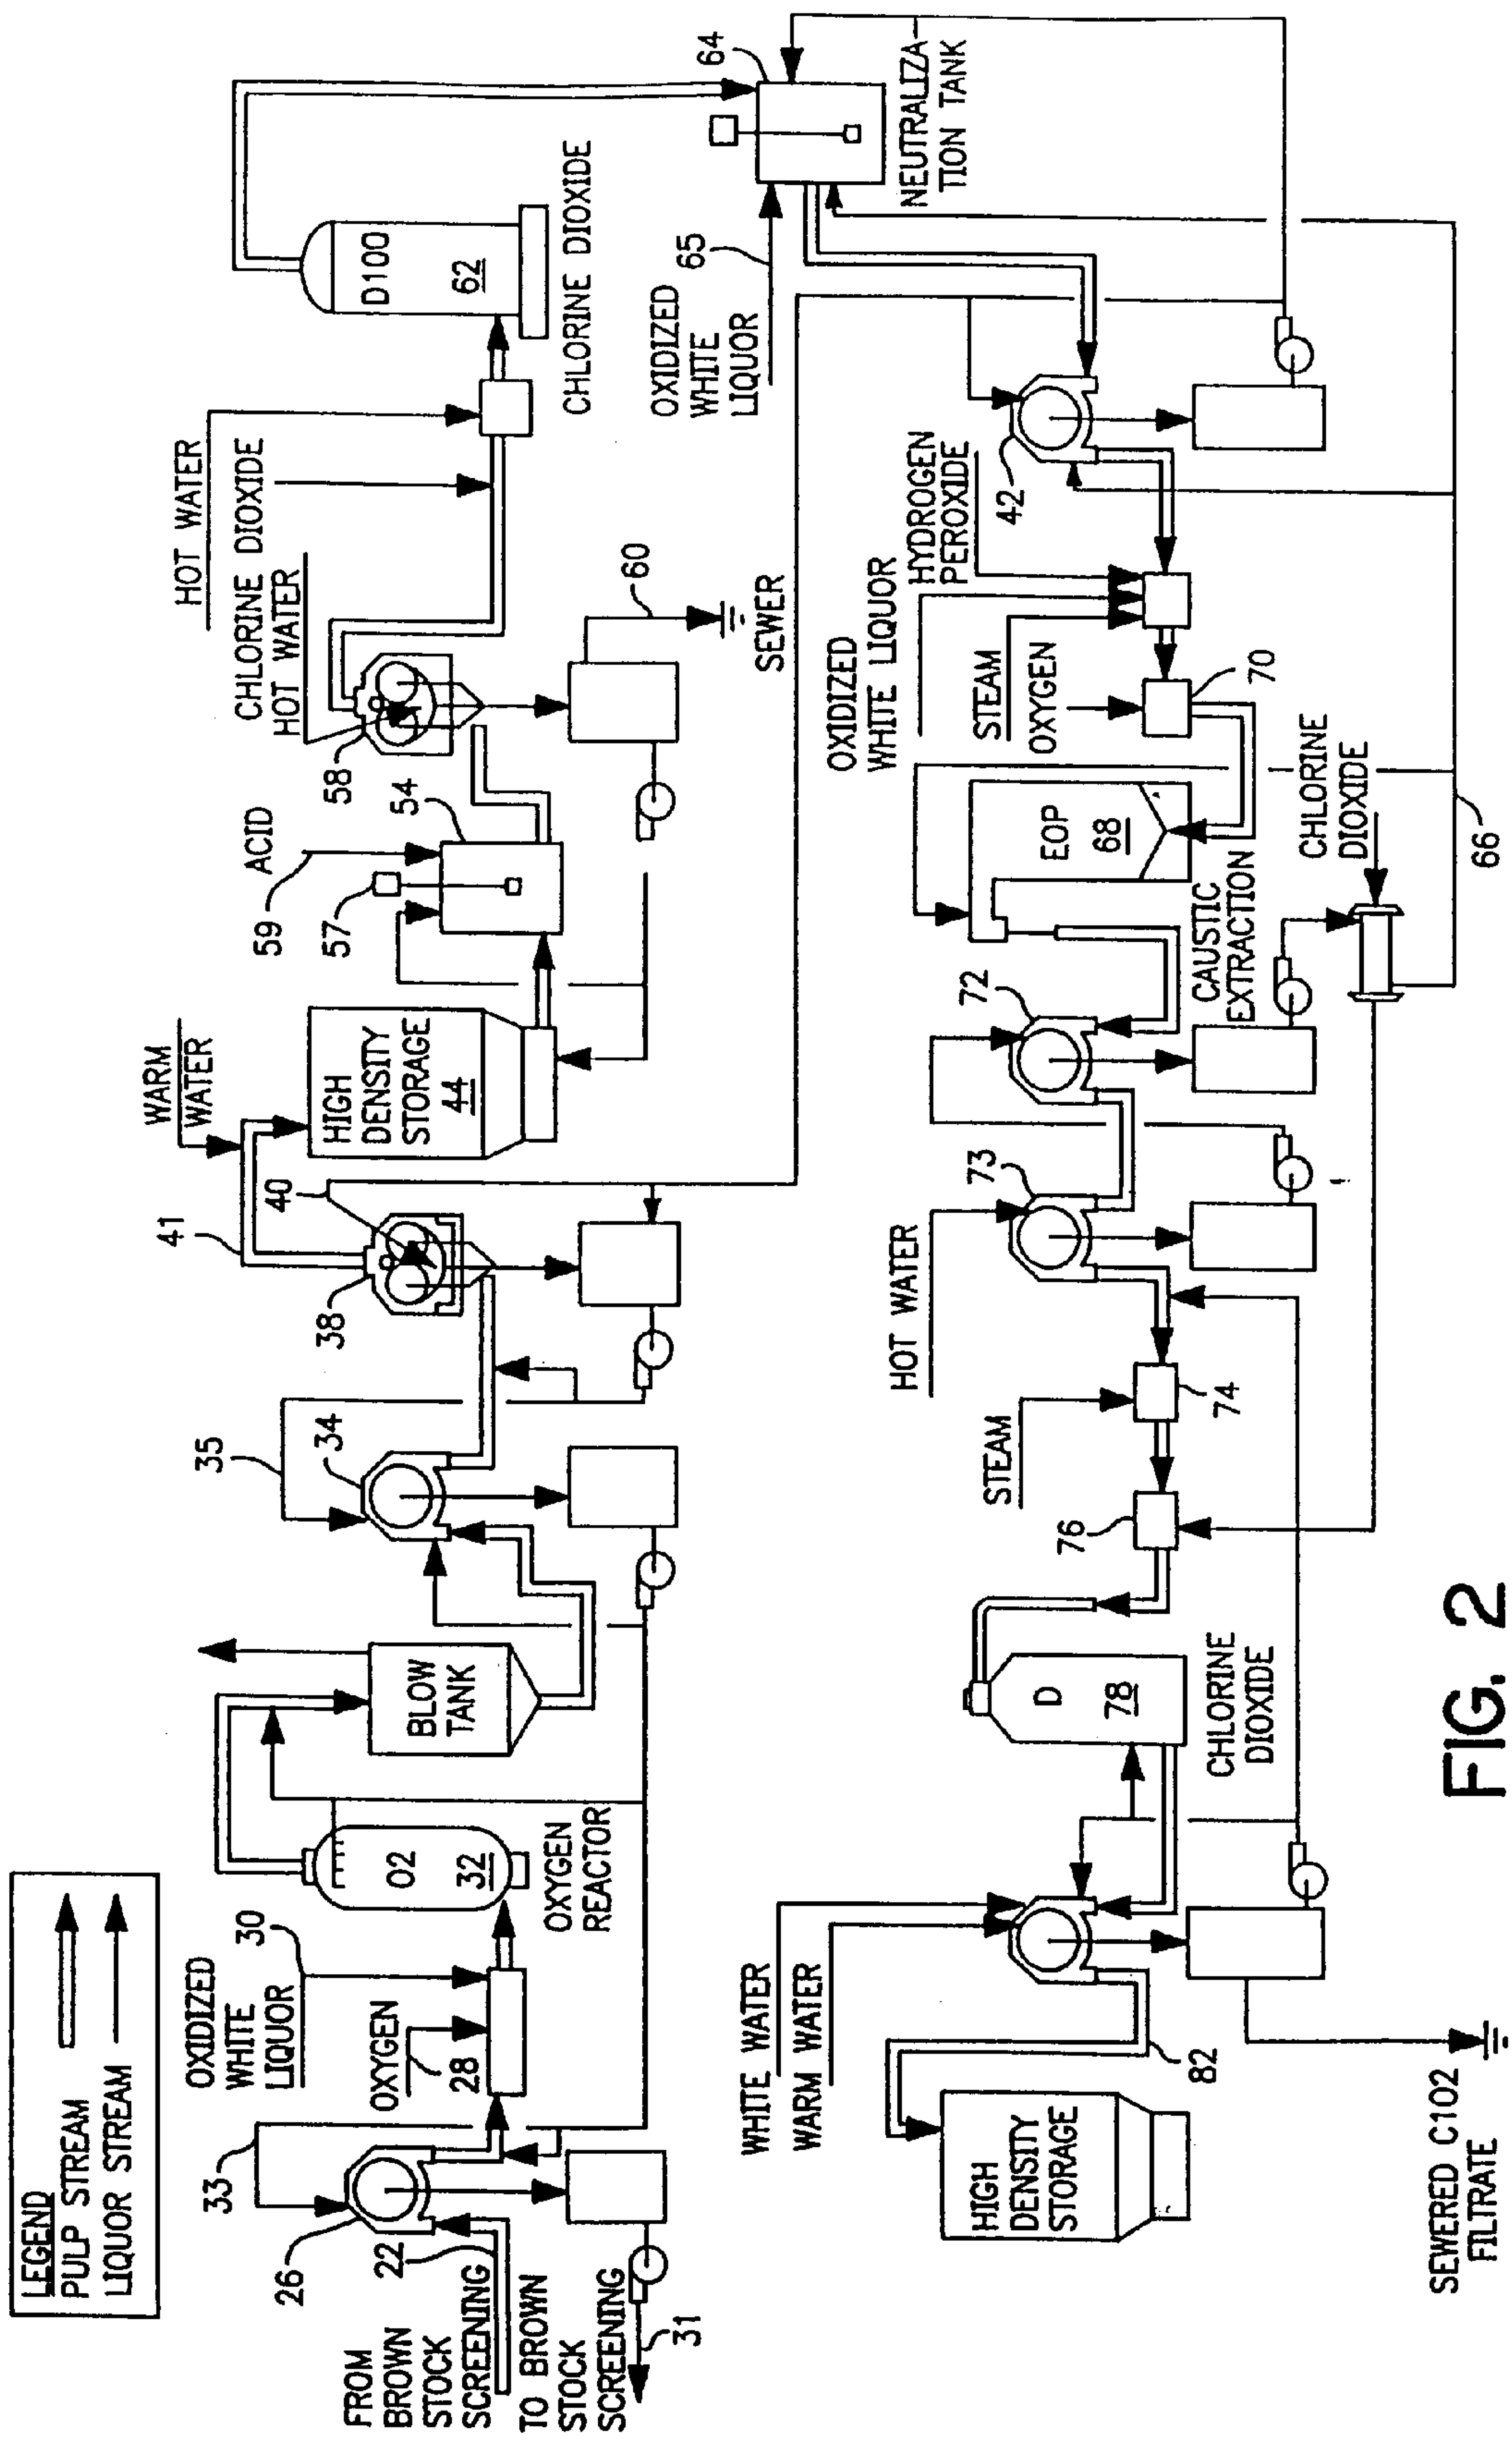 LEGEND
PULP STREAM
LIQUOR STREAM
33
26
22
FROM
BROWN
STOCK
SCREENING
TO BROWN
STOCK
SCREENING
31
OXIDIZED
WHITE
LIQUOR
30
OXYGEN
28
O2
32
OXYGEN
REACTOR
BLOW
TANK
35
34
38
41
40
WARM
WATER
HIGH
DENSITY
STORAGE
44
59
ACID
57
54
58
HOT WATER
CHLORINE DIOXIDE
HOT WATER
60
SEWER
D100
62
CHLORINE DIOXIDE
64
OXIDIZED
WHITE
LIQUOR
65
NEUTRALIZA-
TION TANK
42
HYDROGEN
PEROXIDE
OXIDIZED
WHITE LIQUOR
STEAM
OXYGEN
70
EOP
68
CAUSTIC
EXTRACTION
CHLORINE
DIOXIDE
66
72
73
HOT WATER
STEAM
74
76
D
78
CHLORINE
DIOXIDE
WHITE WATER
WARM WATER
82
HIGH
DENSITY
STORAGE
SEWERED C102
FILTRATE
FIG. 2